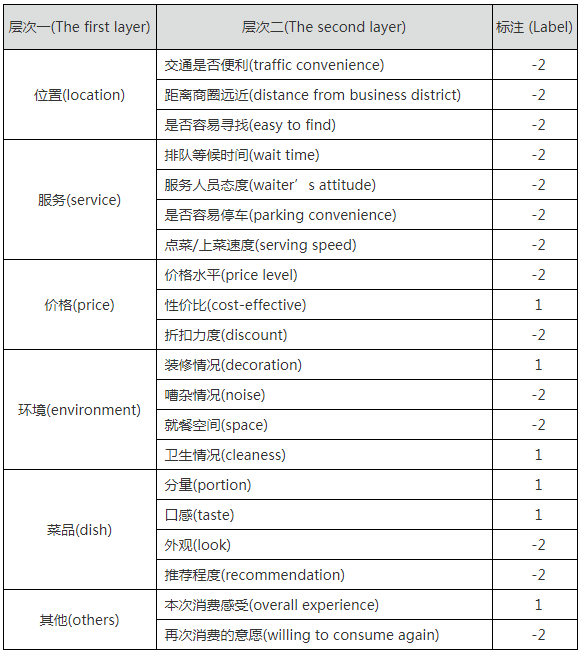 层次一(The first layer) 层次二(The second layer) 标注 (Label)
位置(location)
交通是否便利(traffic convenience) -2
距离商圈远近(distance from business district) -2
是否容易寻找(easy to find) -2
服务(service)
排队等候时间(wait time) -2
服务人员态度(waiter’s attitude) -2
是否容易停车(parking convenience) -2
点菜/上菜速度(serving speed) -2
价格(price)
价格水平(price level) -2
性价比(cost-effective) 1
折扣力度(discount) -2
环境(environment)
装修情况(decoration) 1
嘈杂情况(noise) -2
就餐空间(space) -2
卫生情况(cleaness) 1
菜品(dish)
分量(portion) 1
口感(taste) 1
外观(look) -2
推荐程度(recommendation) -2
其他(others)
本次消费感受(overall experience) 1
再次消费的意愿(willing to consume again) -2